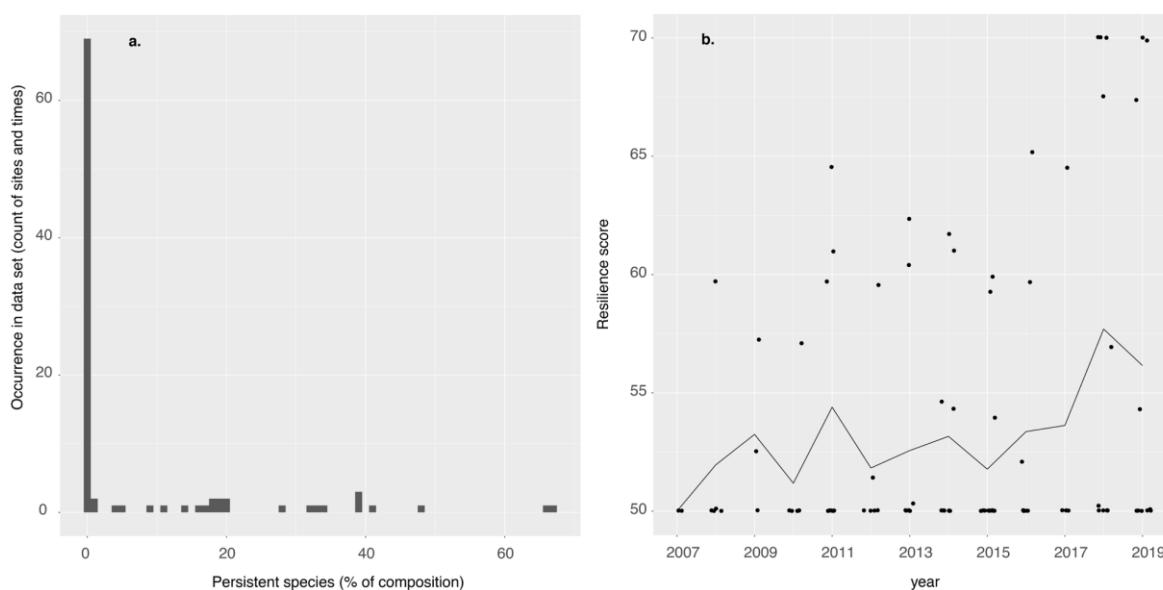 a.
Occurrence in data set (count of sites and times)
60
40
20
0
0 20 40 60
Persistent species (% of composition)
b.
Resilience score
70
65
60
55
50
2007 2009 2011 2013 2015 2017 2019
year